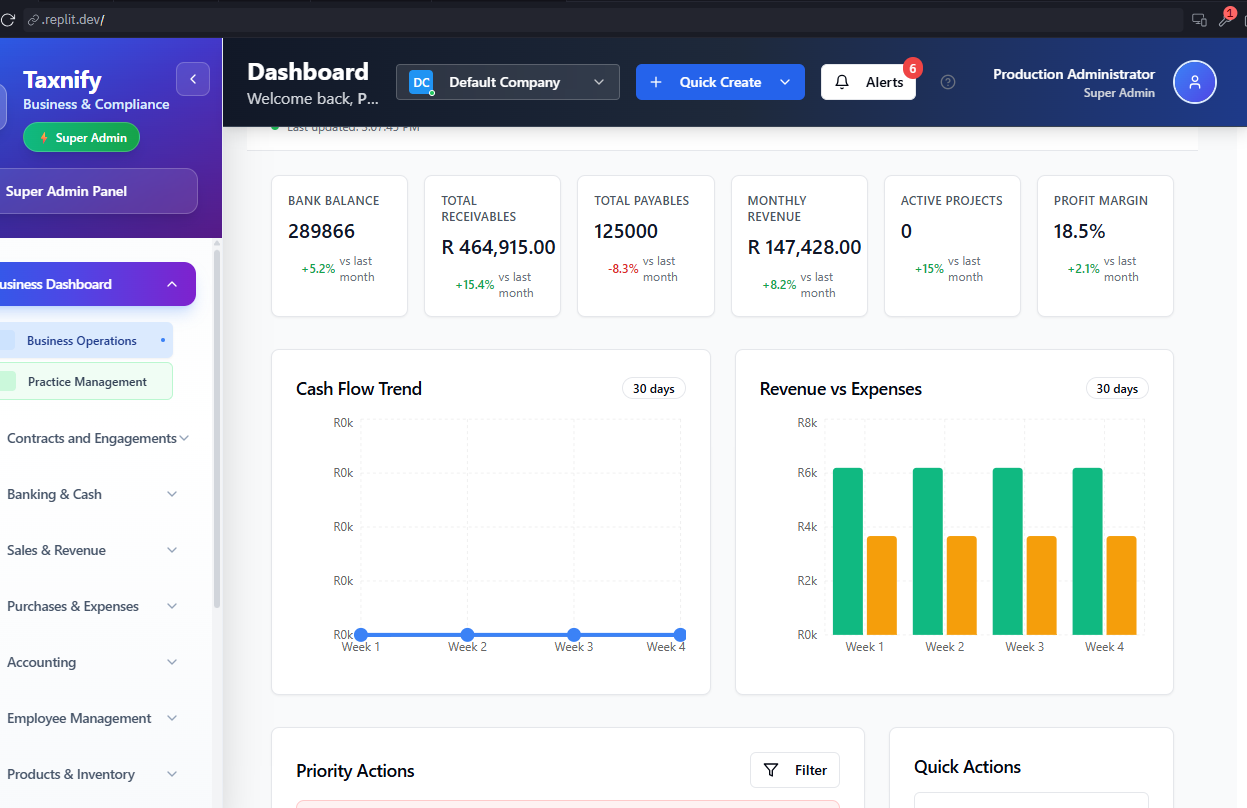 .replit.dev/
1
Taxnify
Business & Compliance
Super Admin
Super Admin Panel
Dashboard
Welcome back, P...
DC
Default Company
Quick Create
Alerts
6
Production Administrator
Super Admin
Last updated: 3:07:45 PM
usiness Dashboard
Business Operations
Practice Management
Contracts and Engagements
Banking & Cash
Sales & Revenue
Purchases & Expenses
Accounting
Employee Management
Products & Inventory
BANK BALANCE
289866
+5.2%
vs last
month
TOTAL
RECEIVABLES
R 464,915.00
+15.4%
vs last
month
TOTAL PAYABLES
125000
-8.3%
vs last
month
MONTHLY
REVENUE
R 147,428.00
+8.2%
vs last
month
ACTIVE PROJECTS
0
+15%
vs last
month
PROFIT MARGIN
18.5%
+2.1%
vs last
month
Cash Flow Trend
30 days
R0k
R0k
R0k
R0k
R0k
Week 1
Week 2
Week 3
Week 4
Revenue vs Expenses
30 days
R8k
R6k
R4k
R2k
R0k
Week 1
Week 2
Week 3
Week 4
Priority Actions
Filter
Quick Actions